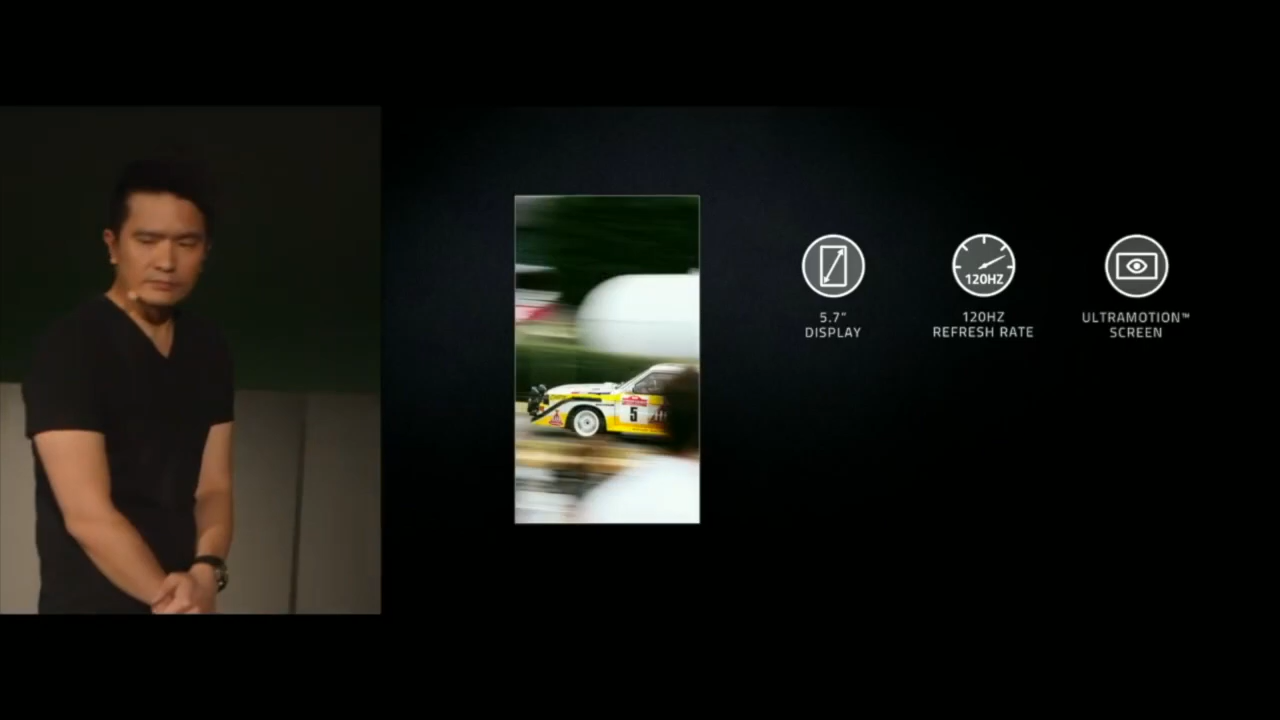 120HZ
5.7"
DISPLAY
120HZ
REFRESH RATE
ULTRAMOTION™
SCREEN
5